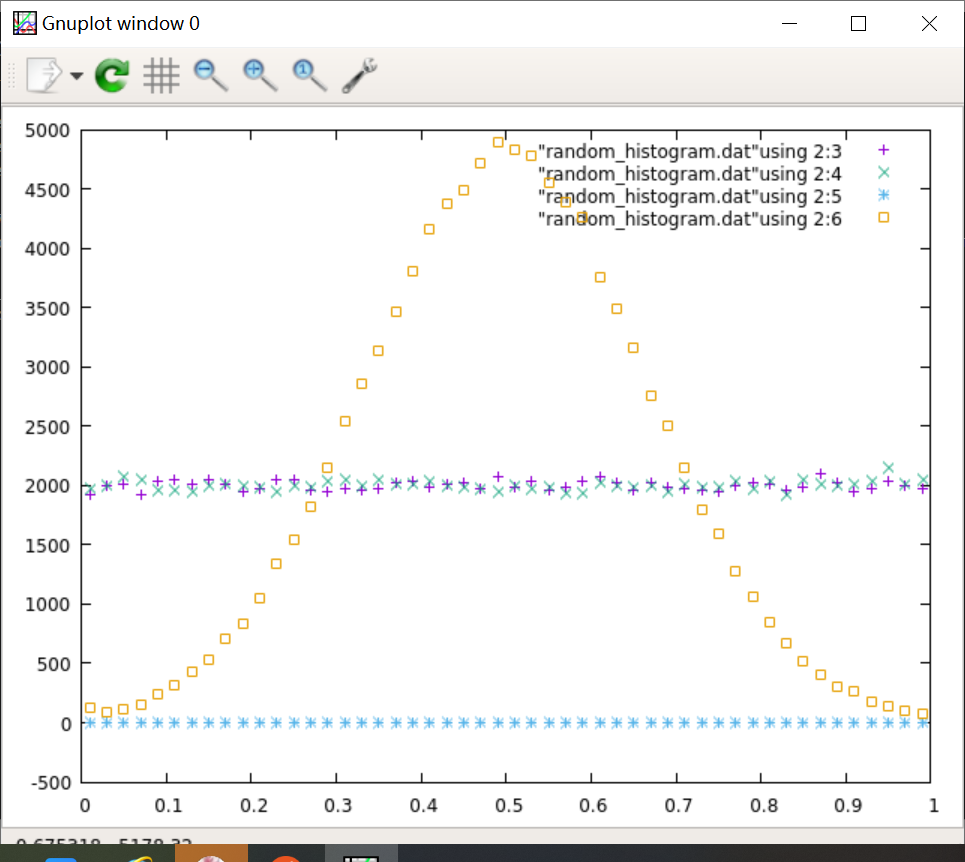 Gnuplot window 0
5000
4500
4000
3500
3000
2500
2000
1500
1000
500
0
-500
"random_histogram.dat"using 2:3
"random_histogram.dat"using 2:4
"random_histogram.dat"using 2:5
"random_histogram.dat"using 2:6
0 0.1 0.2 0.3 0.4 0.5 0.6 0.7 0.8 0.9 1